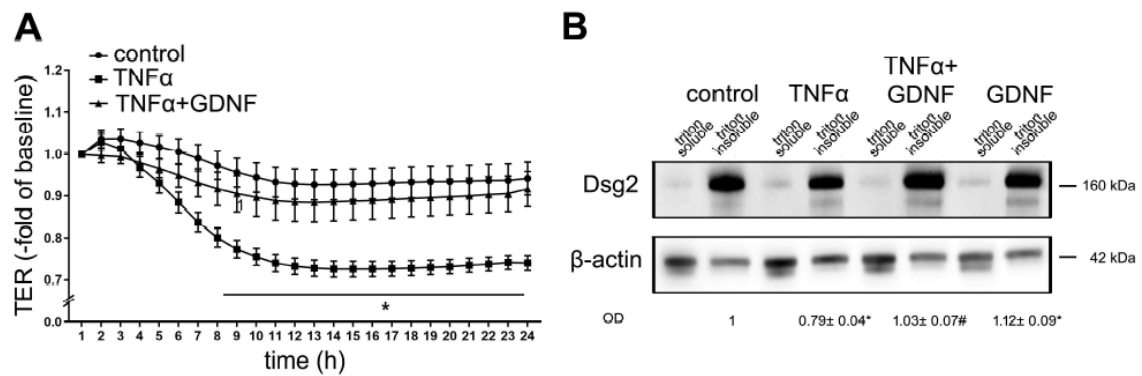 A
control
TNFα
TNFα+GDNF
TER (-fold of baseline)
1.2
1.1
1.0
0.9
0.8
0.7
0.0
*
1 2 3 4 5 6 7 8 9 10 11 12 13 14 15 16 17 18 19 20 21 22 23 24
time (h)
B
control TNFα TNFα+ GDNF GDNF
triton soluble triton insoluble triton soluble triton insoluble triton soluble triton insoluble triton soluble triton insoluble
Dsg2 160 kDa
β-actin 42 kDa
OD 1 0.79± 0.04* 1.03± 0.07# 1.12± 0.09*